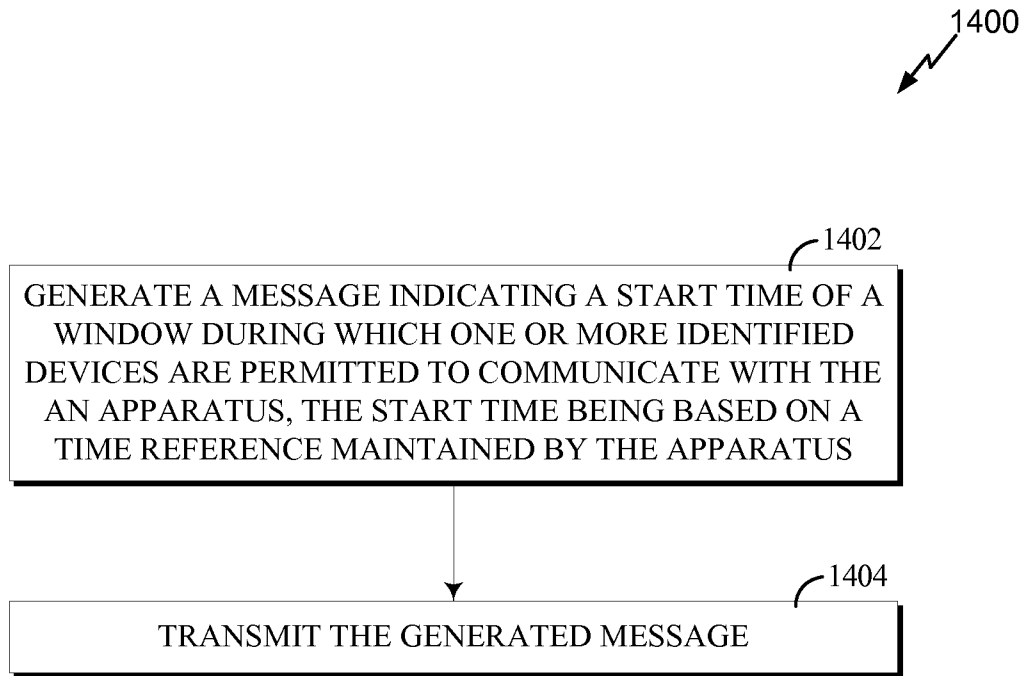 1400
1402
GENERATE A MESSAGE INDICATING A START TIME OF A
WINDOW DURING WHICH ONE OR MORE IDENTIFIED
DEVICES ARE PERMITTED TO COMMUNICATE WITH THE
AN APPARATUS, THE START TIME BEING BASED ON A
TIME REFERENCE MAINTAINED BY THE APPARATUS
1404
TRANSMIT THE GENERATED MESSAGE